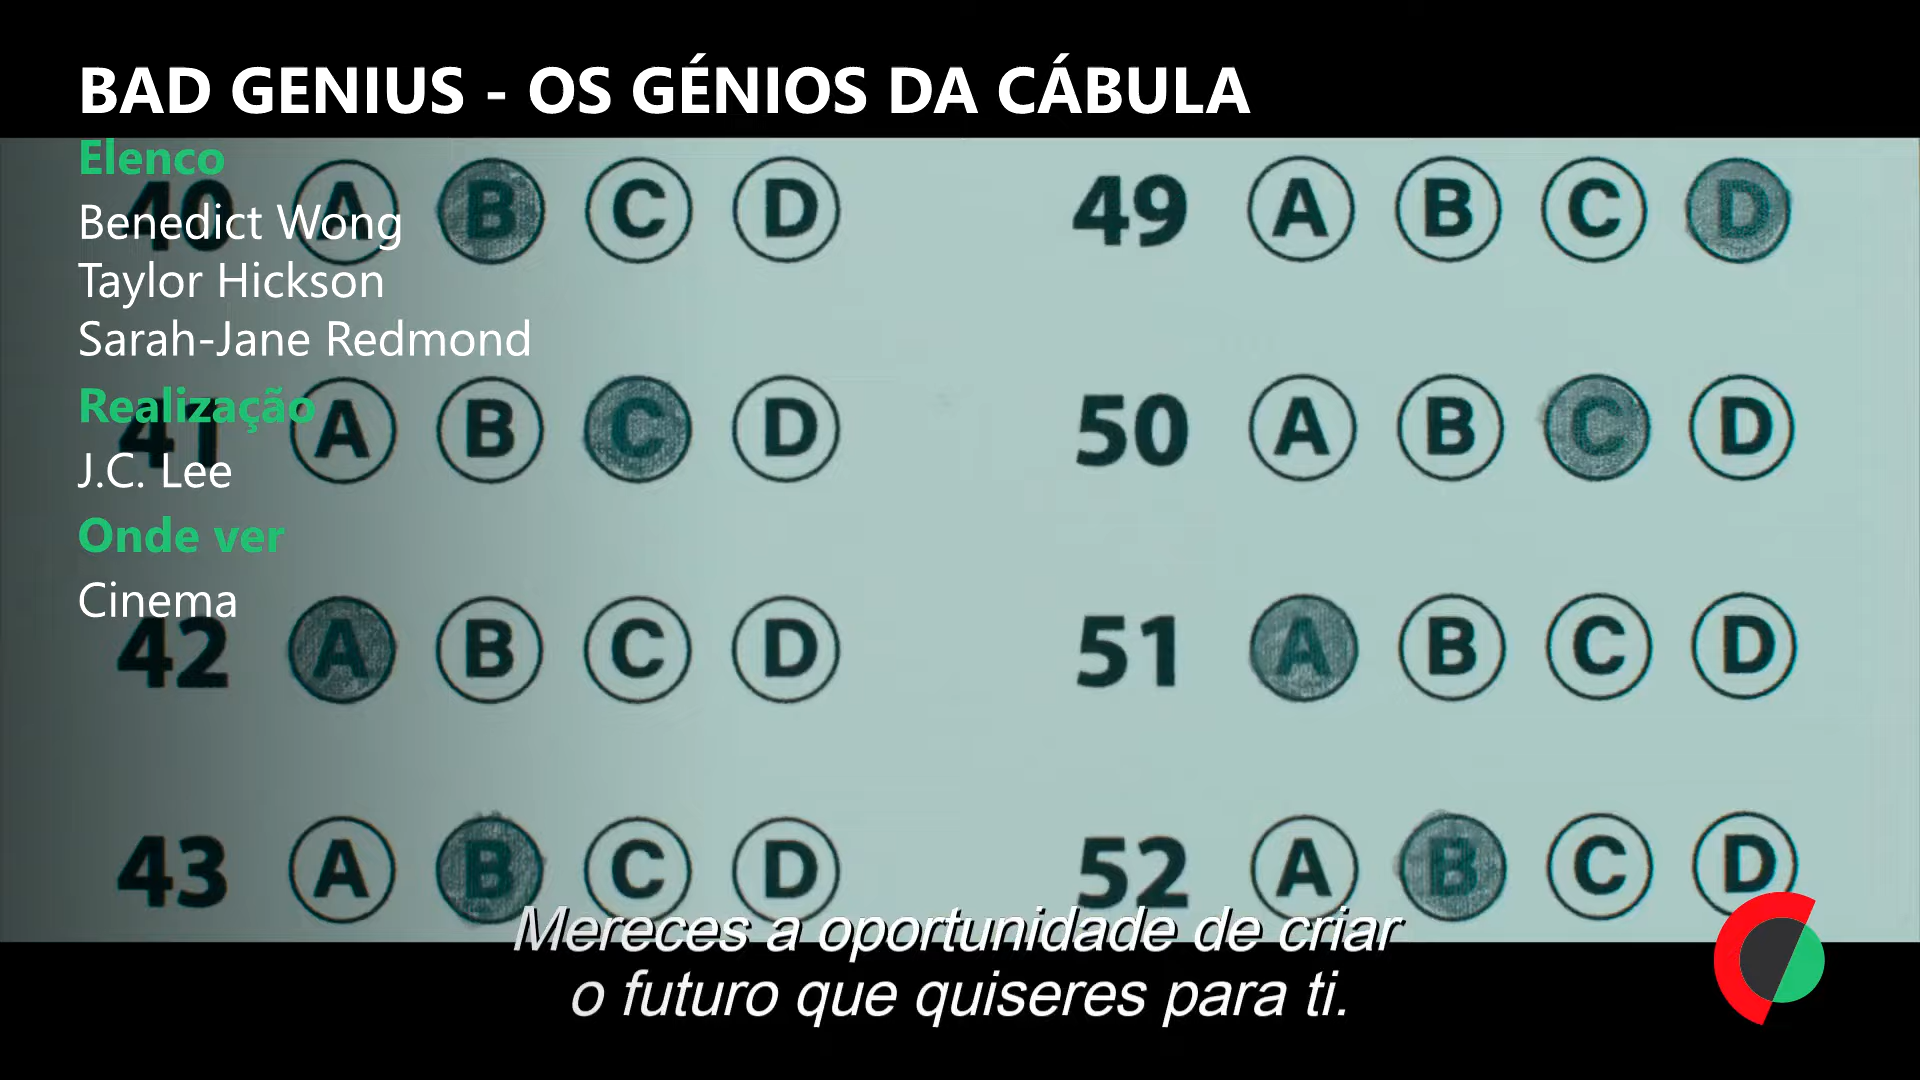 BAD GENIUS - OS GÉNIOS DA CÁBULA
Elenco
Benedict Wong
Taylor Hickson
Sarah-Jane Redmond
Realização
J.C. Lee
Onde ver
Cinema
40 A B C D
41 A B C D
42 A B C D
43 A B C D
49 A B C D
50 A B C D
51 A B C D
52 A B C D
Mereces a oportunidade de criar
o futuro que quiseres para ti.